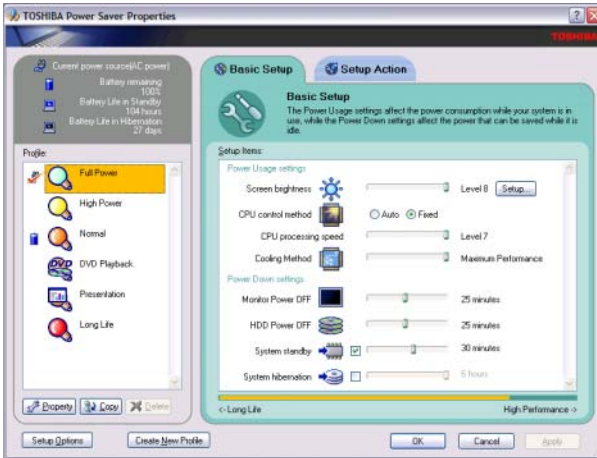 TOSHIBA Power Saver Properties
TOSHIBA
Current power source(AC power)
Battery remaining
100%
Battery Life in Standby
104 hours
Battery Life in Hibernation
27 days
Profile:
Full Power
High Power
Normal
DVD Playback
Presentation
Long Life
Property
Copy
Delete
Basic Setup
Setup Action
Basic Setup
The Power Usage settings affect the power consumption while your system is in
use, while the Power Down settings affect the power that can be saved while it is
idle.
Setup Items:
Power Usage settings
Screen brightness
Level 8
Setup...
CPU control method
Auto
Fixed
CPU processing speed
Level 7
Cooling Method
Maximum Performance
Power Down settings
Monitor Power OFF
25 minutes
HDD Power OFF
25 minutes
System standby
30 minutes
System hibernation
6 hours
<-Long Life
High Performance ->
Setup Options
Create New Profile
OK
Cancel
Apply